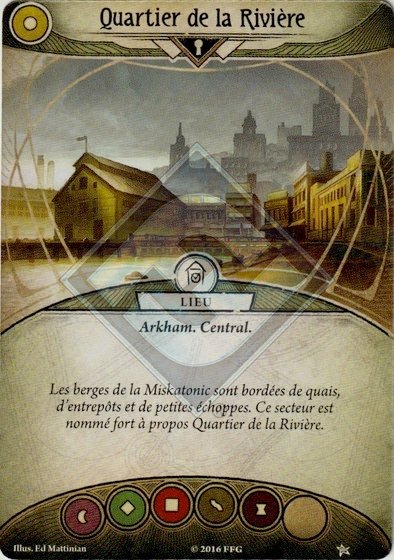 Quartier de la Rivière
LIEU
Arkham. Central.
Les berges de la Miskatonic sont bordées de quais,
d'entrepôts et de petites échoppes. Ce secteur est
nommé fort à propos Quartier de la Rivière.
Illus. Ed Mattinian
© 2016 FFG